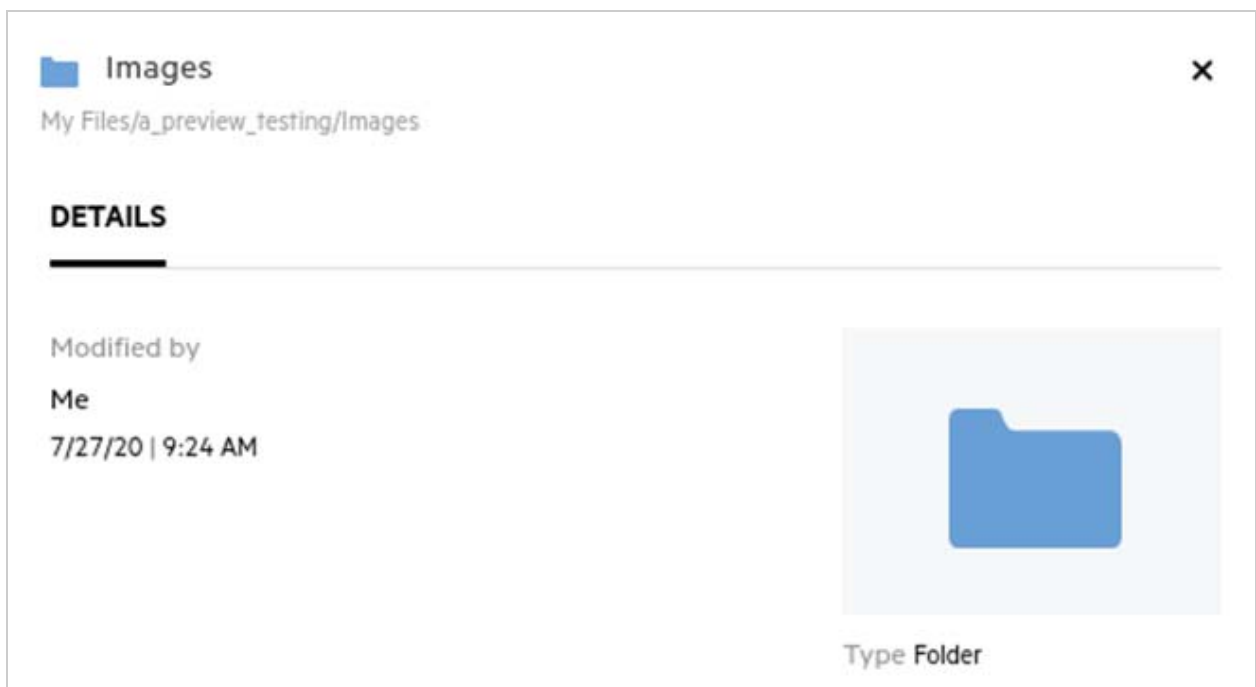 Images
My Files/a_preview_testing/Images
DETAILS
Modified by
Me
7/27/20 | 9:24 AM
Type Folder